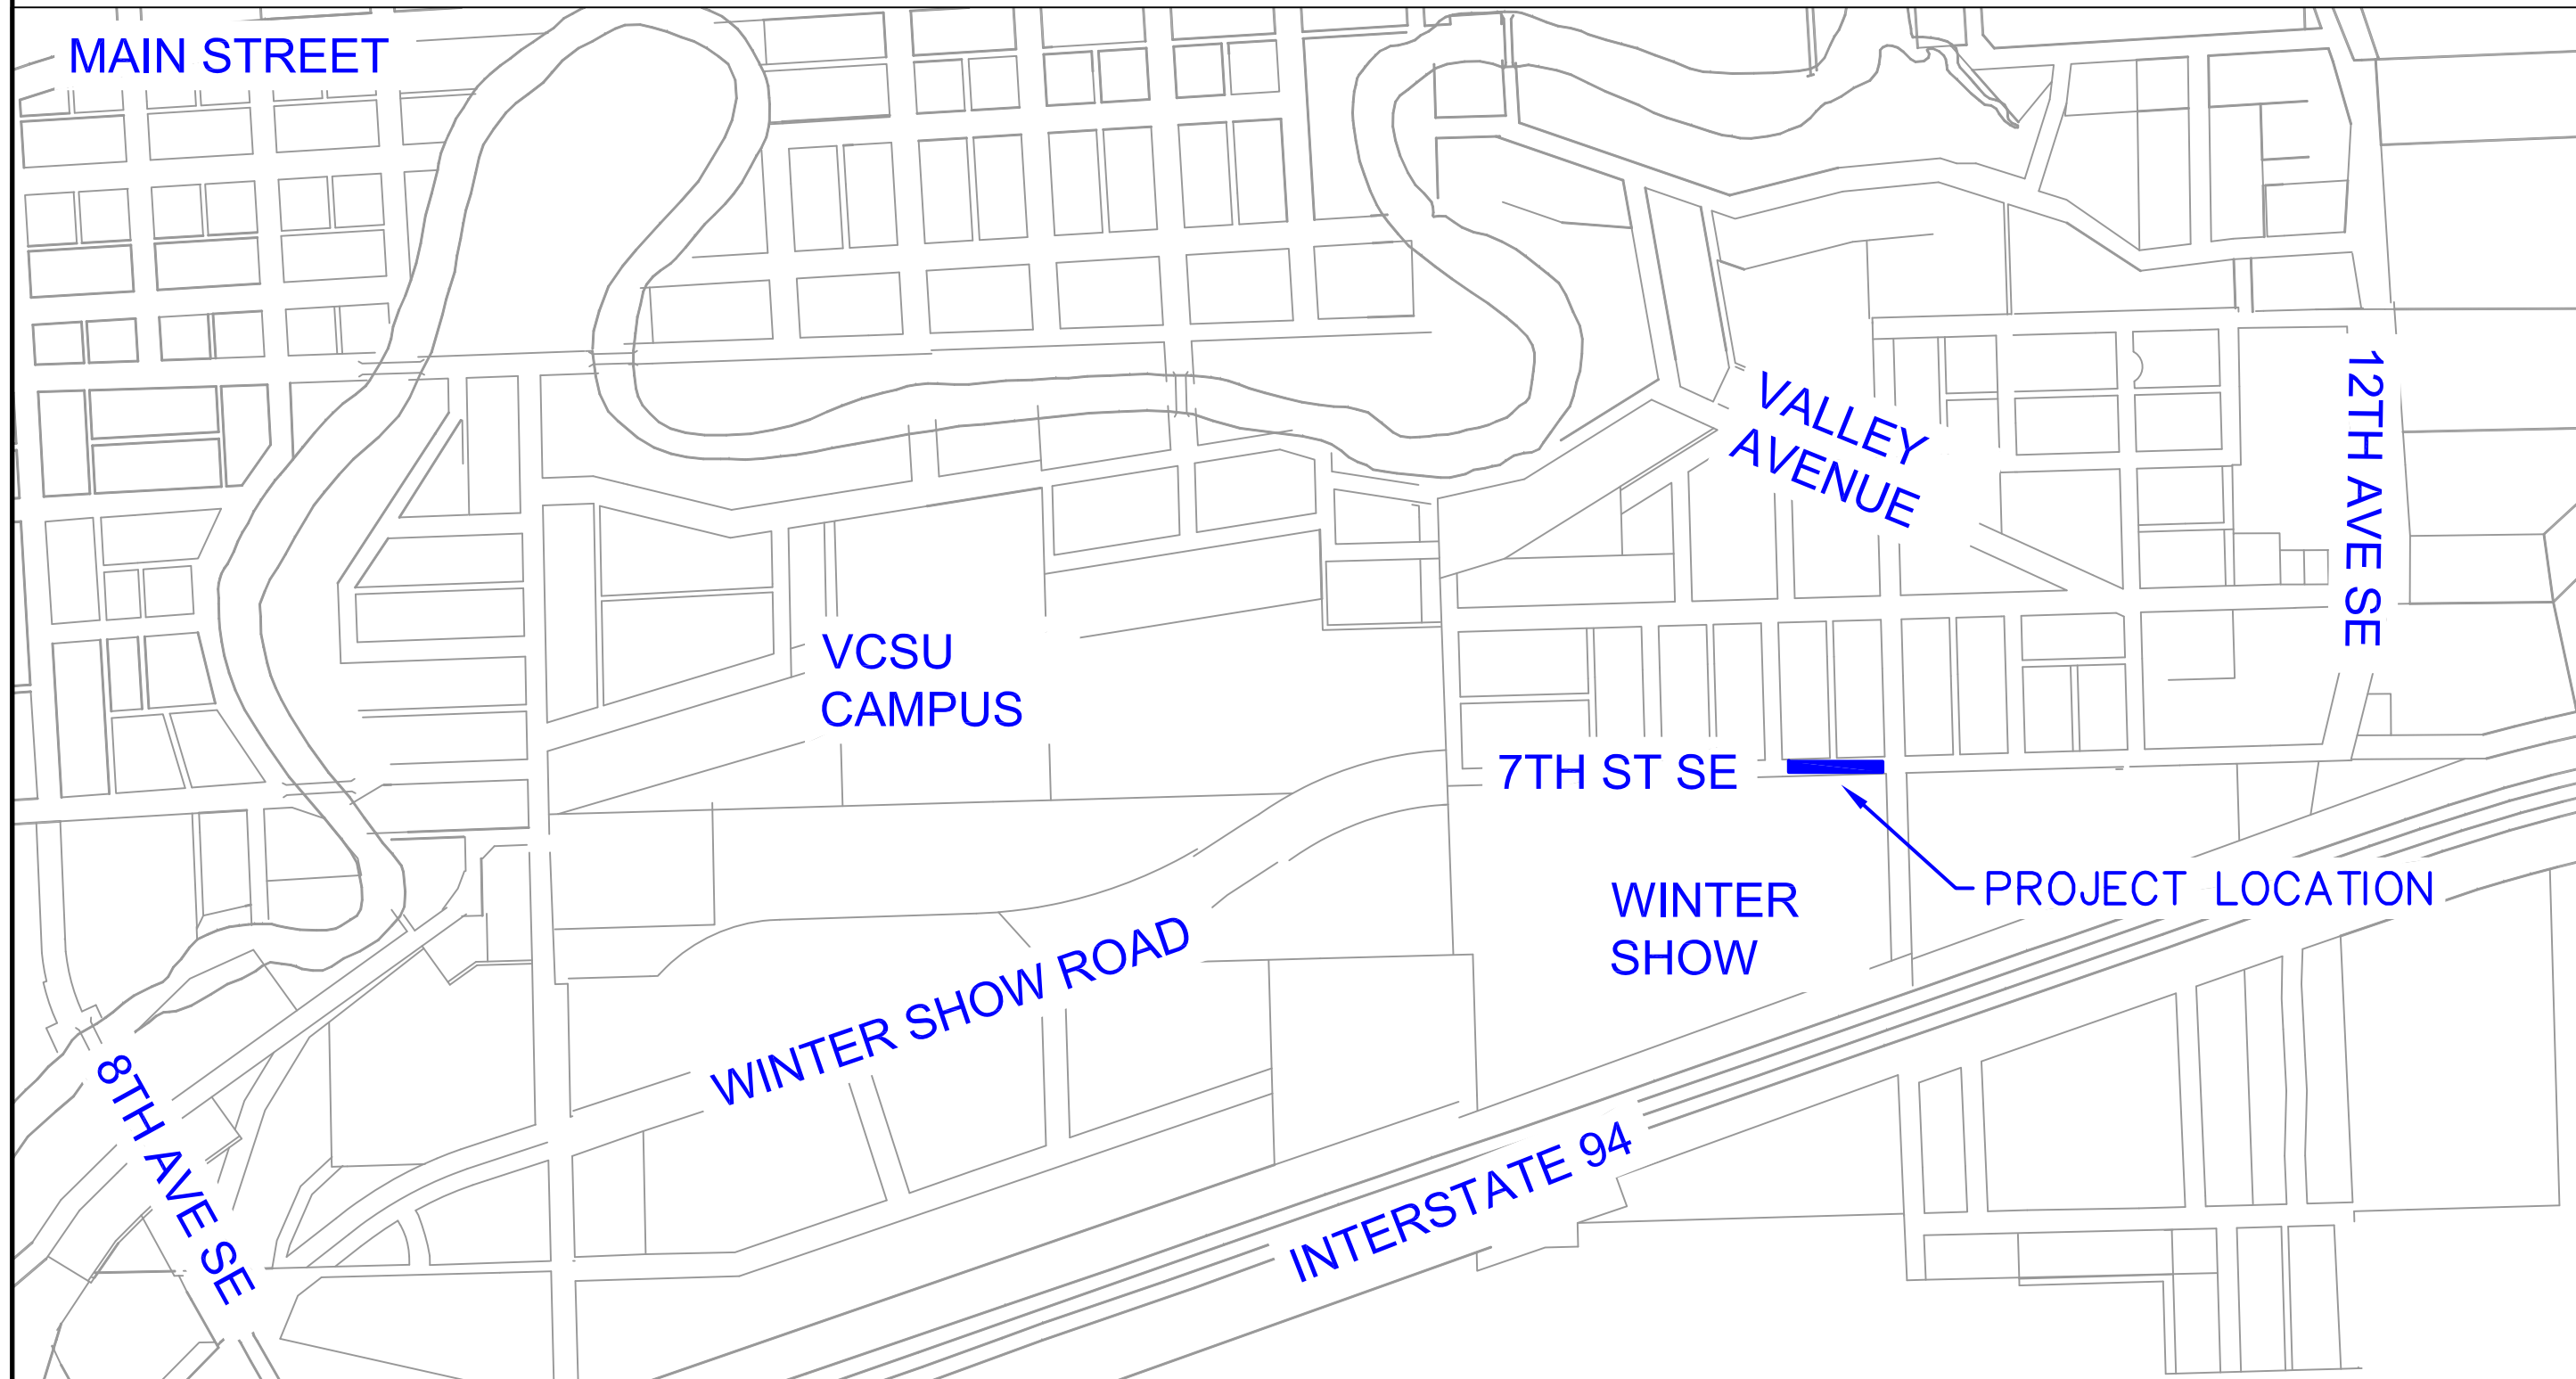 MAIN STREET
VALLEY
AVENUE
12TH AVE SE
VCSU
CAMPUS
7TH ST SE
PROJECT LOCATION
WINTER
SHOW
WINTER SHOW ROAD
8TH AVE SE
INTERSTATE 94